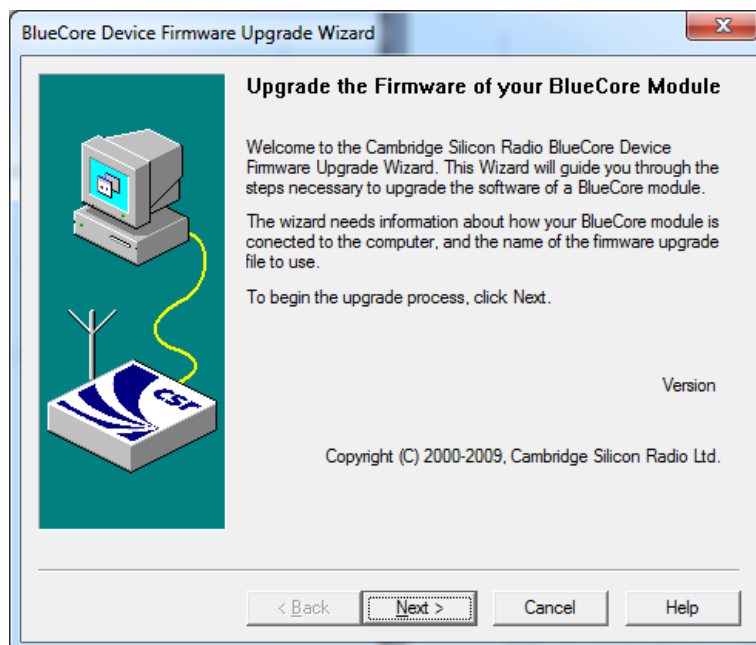 BlueCore Device Firmware Upgrade Wizard
X
Upgrade the Firmware of your BlueCore Module
Welcome to the Cambridge Silicon Radio BlueCore Device
Firmware Upgrade Wizard. This Wizard will guide you through the
steps necessary to upgrade the software of a BlueCore module.
The wizard needs information about how your BlueCore module is
conected to the computer, and the name of the firmware upgrade
file to use.
To begin the upgrade process, click Next.
csr
Version
Copyright (C) 2000-2009, Cambridge Silicon Radio Ltd.
< Back
Next >
Cancel
Help